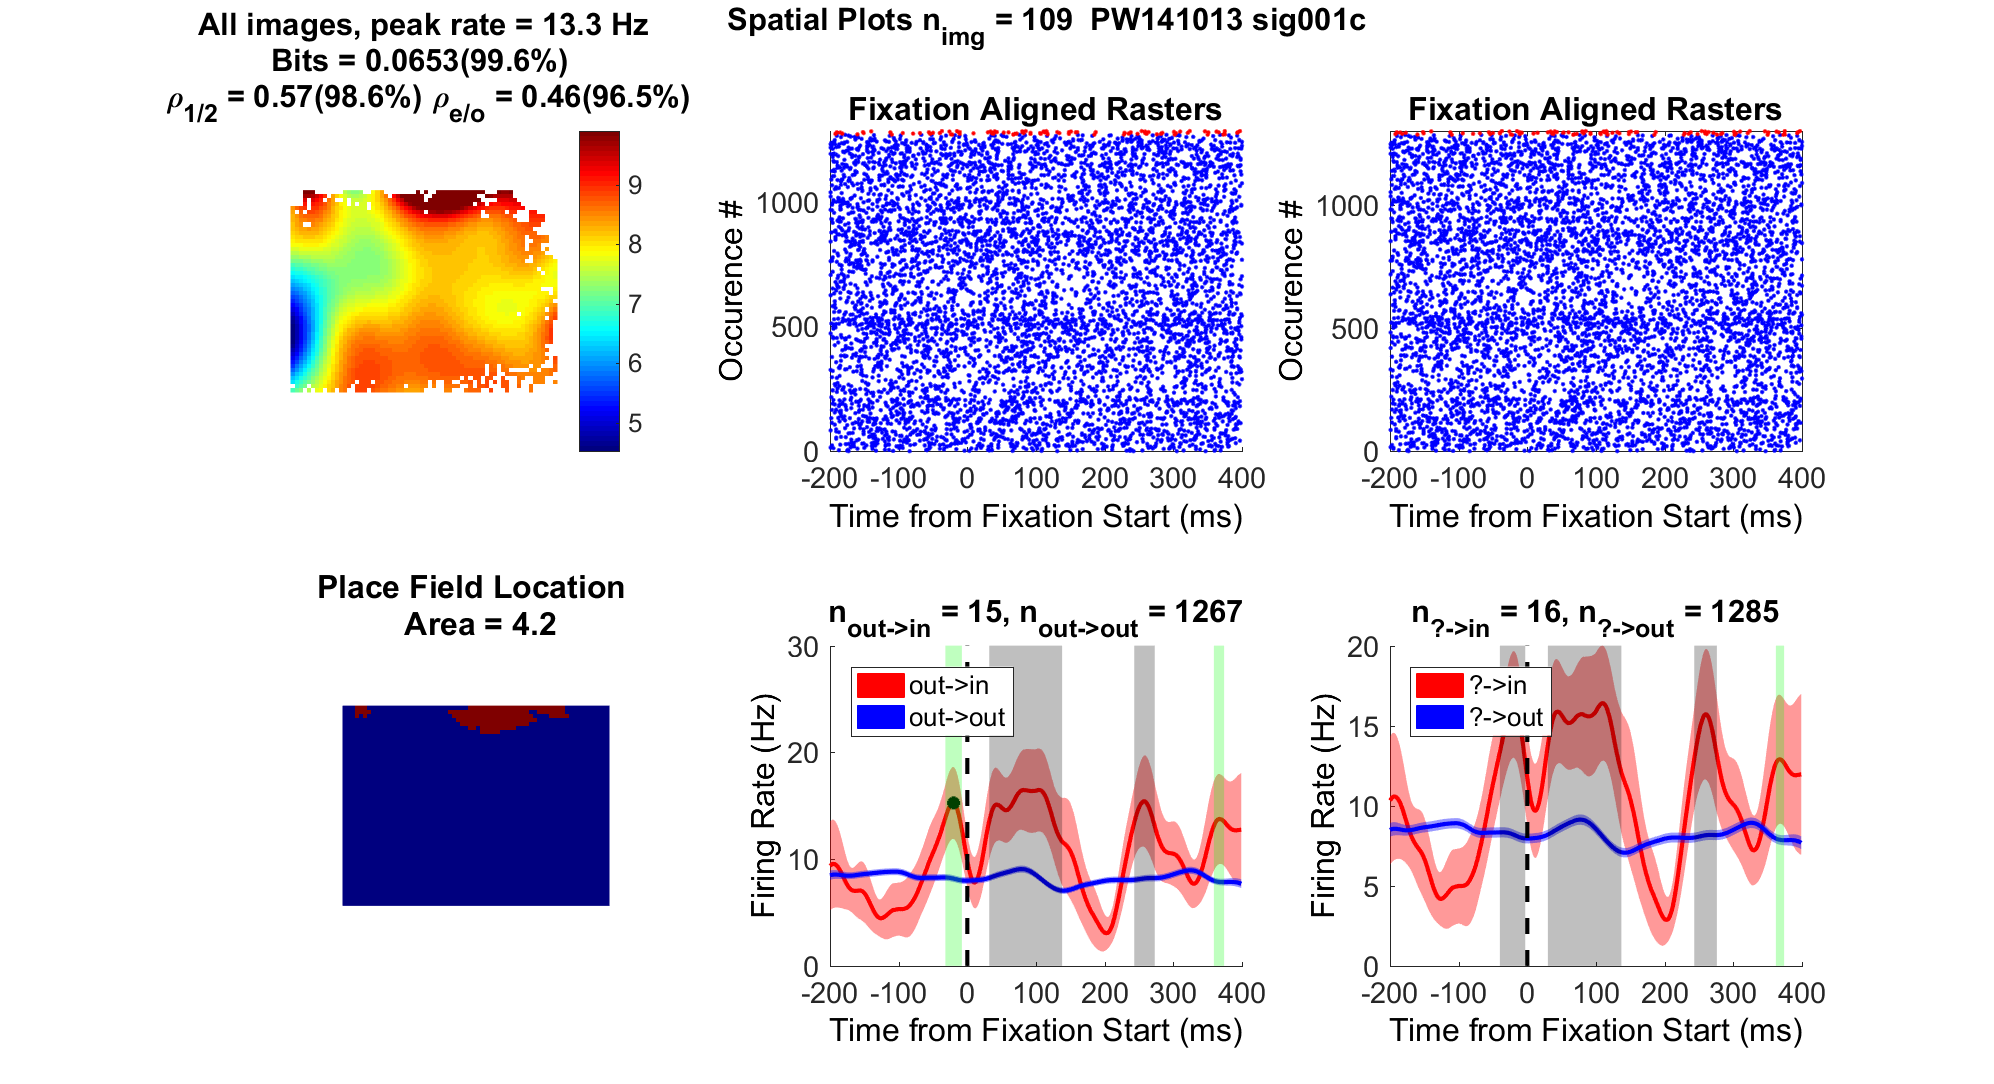 All images, peak rate = 13.3 Hz
Bits = 0.0653(99.6%)
ρ1/2 = 0.57(98.6%) ρe/o = 0.46(96.5%)
9
8
7
6
5
Spatial Plots nimg = 109 PW141013 sig001c
Fixation Aligned Rasters
Occurence #
1000
500
0
-200 -100 0 100 200 300 400
Time from Fixation Start (ms)
Fixation Aligned Rasters
Occurence #
1000
500
0
-200 -100 0 100 200 300 400
Time from Fixation Start (ms)
Place Field Location
Area = 4.2
nout->in = 15, nout->out = 1267
Firing Rate (Hz)
30
20
10
0
out->in
out->out
-200 -100 0 100 200 300 400
Time from Fixation Start (ms)
n?->in = 16, n?->out = 1285
Firing Rate (Hz)
20
15
10
5
0
?->in
?->out
-200 -100 0 100 200 300 400
Time from Fixation Start (ms)